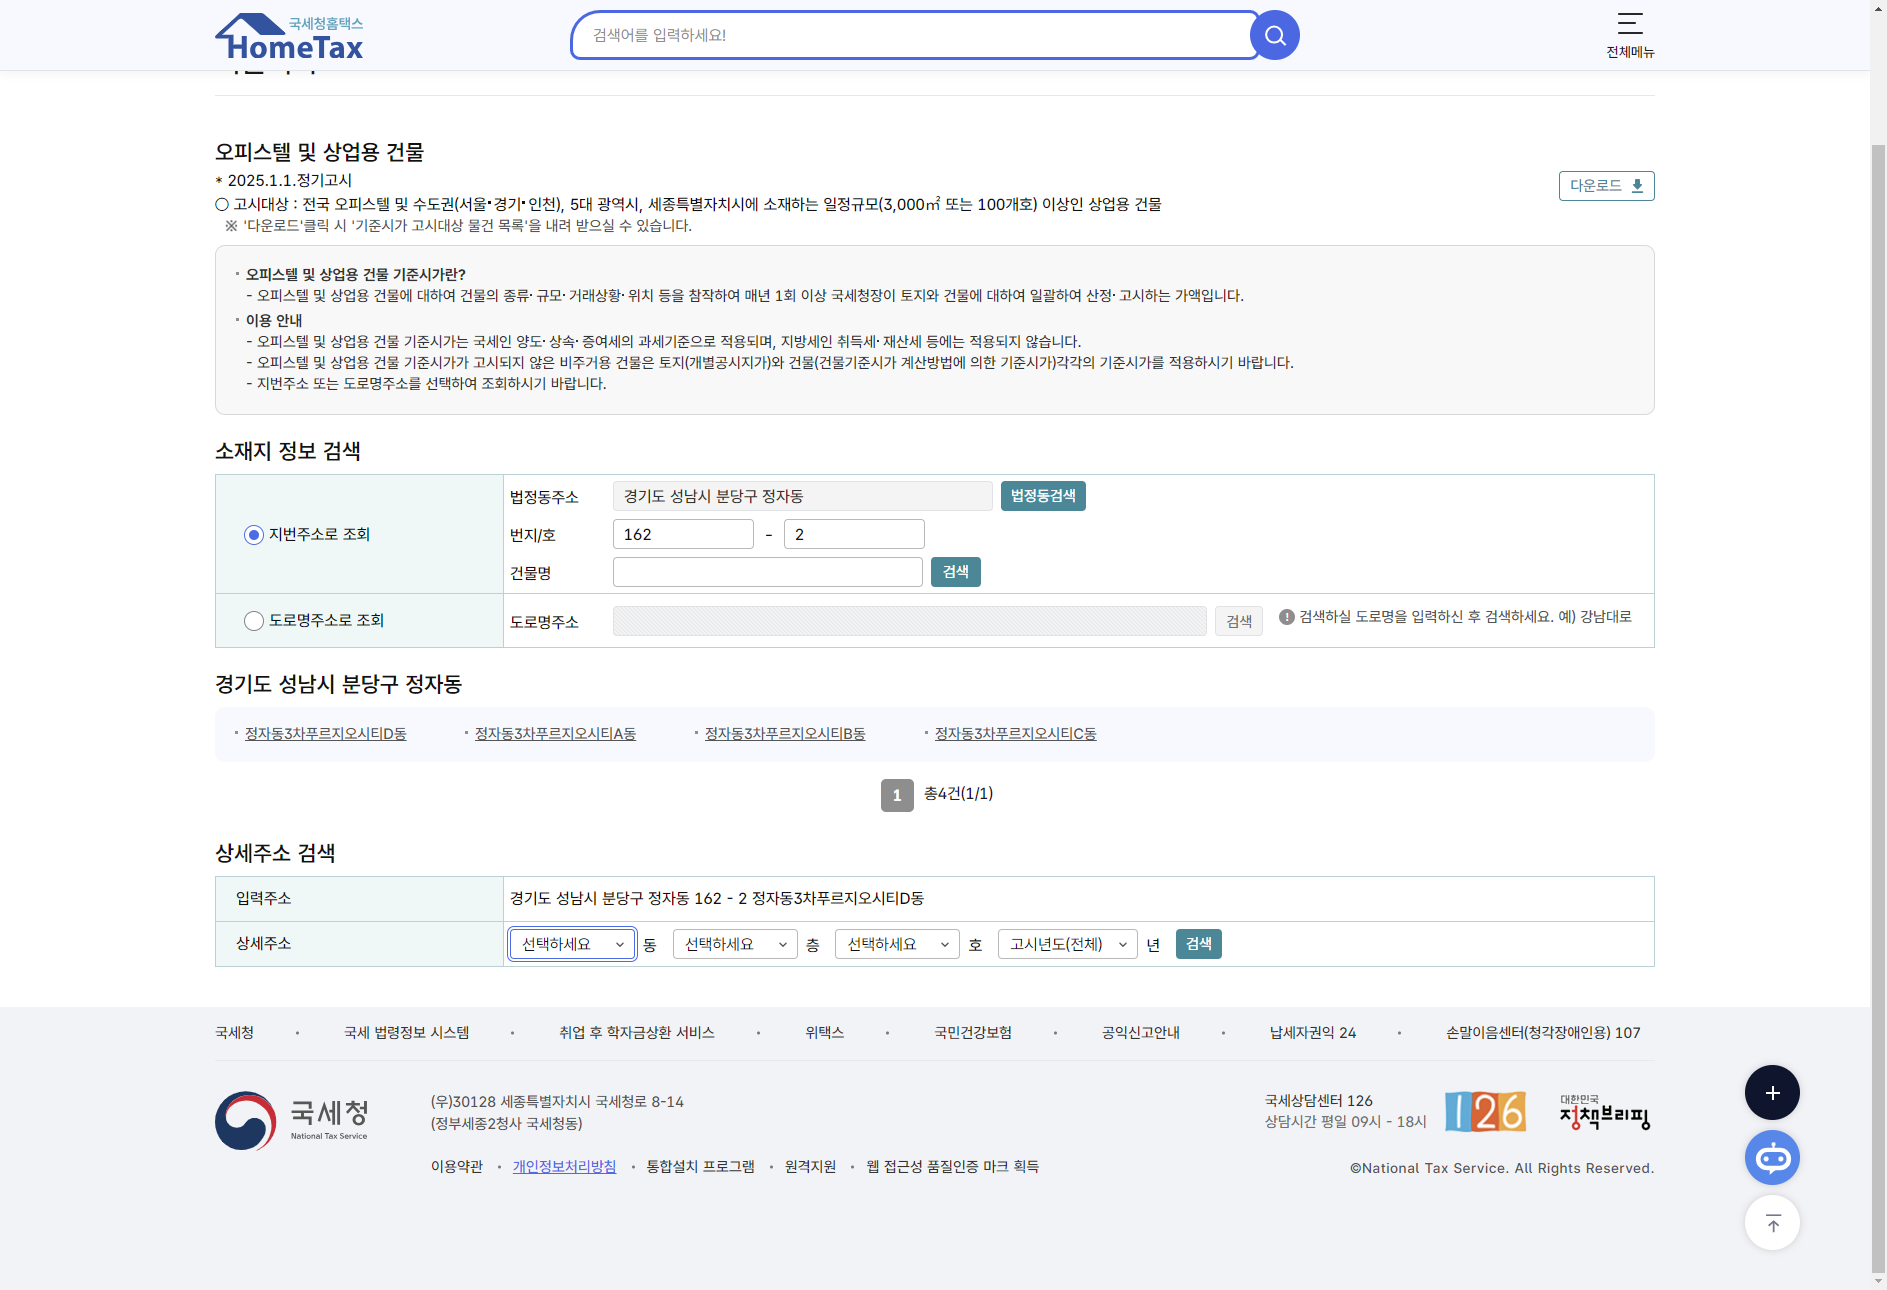 국세청홈택스
HomeTax
검색어를 입력하세요!
전체메뉴
오피스텔 및 상업용 건물
* 2025.1.1.정기고시
○ 고시대상 : 전국 오피스텔 및 수도권(서울·경기·인천), 5대 광역시, 세종특별자치시에 소재하는 일정규모(3,000㎡ 또는 100개호) 이상인 상업용 건물
※ '다운로드'클릭 시 '기준시가 고시대상 물건 목록'을 내려 받으실 수 있습니다.
다운로드
· 오피스텔 및 상업용 건물 기준시가란?
- 오피스텔 및 상업용 건물에 대하여 건물의 종류·규모·거래상황·위치 등을 참작하여 매년 1회 이상 국세청장이 토지와 건물에 대하여 일괄하여 산정·고시하는 가액입니다.
· 이용 안내
- 오피스텔 및 상업용 건물 기준시가는 국세인 양도·상속·증여세의 과세기준으로 적용되며, 지방세인 취득세·재산세 등에는 적용되지 않습니다.
- 오피스텔 및 상업용 건물 기준시가가 고시되지 않은 비주거용 건물은 토지(개별공시지가)와 건물(건물기준시가 계산방법에 의한 기준시가)각각의 기준시가를 적용하시기 바랍니다.
- 지번주소 또는 도로명주소를 선택하여 조회하시기 바랍니다.
소재지 정보 검색
지번주소로 조회
법정동주소 경기도 성남시 분당구 정자동 법정동검색
번지/호 162 - 2
건물명 검색
도로명주소로 조회 도로명주소 검색 검색하실 도로명을 입력하신 후 검색하세요. 예) 강남대로
경기도 성남시 분당구 정자동
· 정자동3차푸르지오시티D동 · 정자동3차푸르지오시티A동 · 정자동3차푸르지오시티B동 · 정자동3차푸르지오시티C동
1 총4건(1/1)
상세주소 검색
입력주소 경기도 성남시 분당구 정자동 162 - 2 정자동3차푸르지오시티D동
상세주소 선택하세요 동 선택하세요 층 선택하세요 호 고시년도(전체) 년 검색
국세청 · 국세 법령정보 시스템 · 취업 후 학자금상환 서비스 · 위택스 · 국민건강보험 · 공익신고안내 · 납세자권익 24 · 손말이음센터(청각장애인용) 107
국세청
National Tax Service
(우)30128 세종특별자치시 국세청로 8-14
(정부세종2청사 국세청동)
국세상담센터 126
상담시간 평일 09시 - 18시
126
대한민국
정책브리핑
이용약관 · 개인정보처리방침 · 통합설치 프로그램 · 원격지원 · 웹 접근성 품질인증 마크 획득
©National Tax Service. All Rights Reserved.